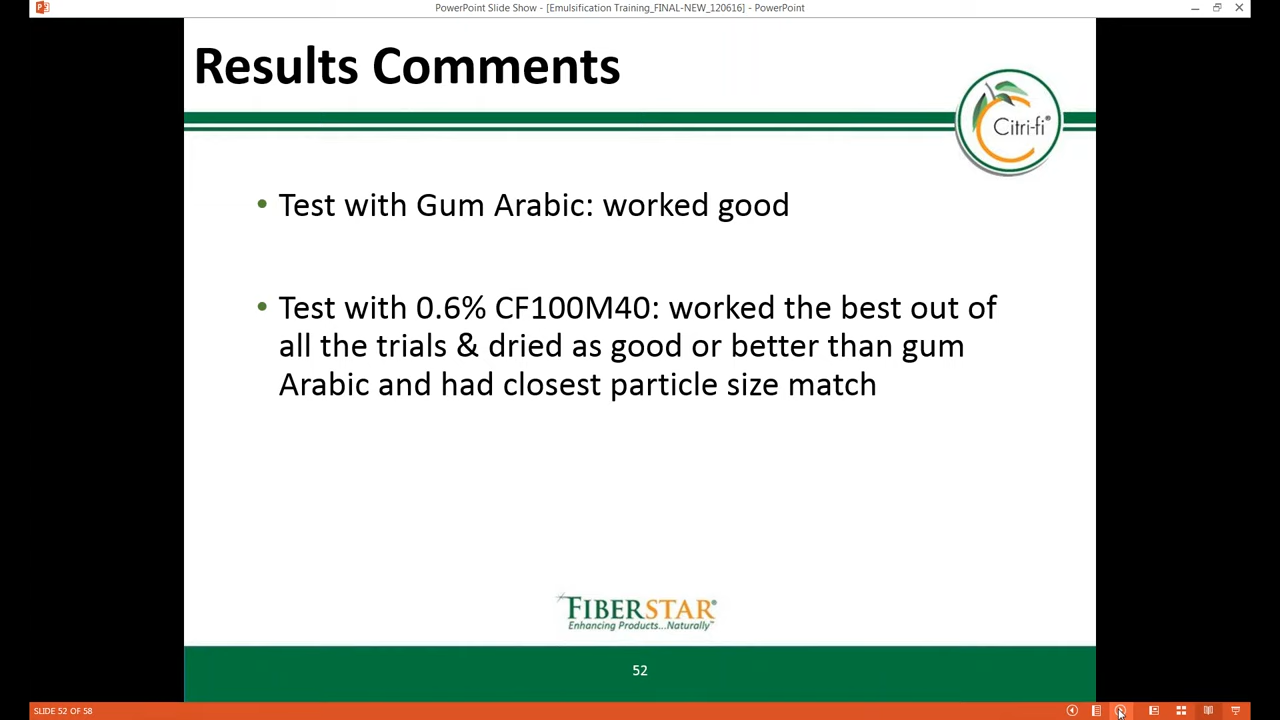 PowerPoint Slide Show - [Emulsification Training_FINAL-NEW_120616] - PowerPoint
Results Comments
Citri-fi®
• Test with Gum Arabic: worked good
• Test with 0.6% CF100M40: worked the best out of
all the trials & dried as good or better than gum
Arabic and had closest particle size match
FIBERSTAR®
Enhancing Products...Naturally™
52
SLIDE 52 OF 58